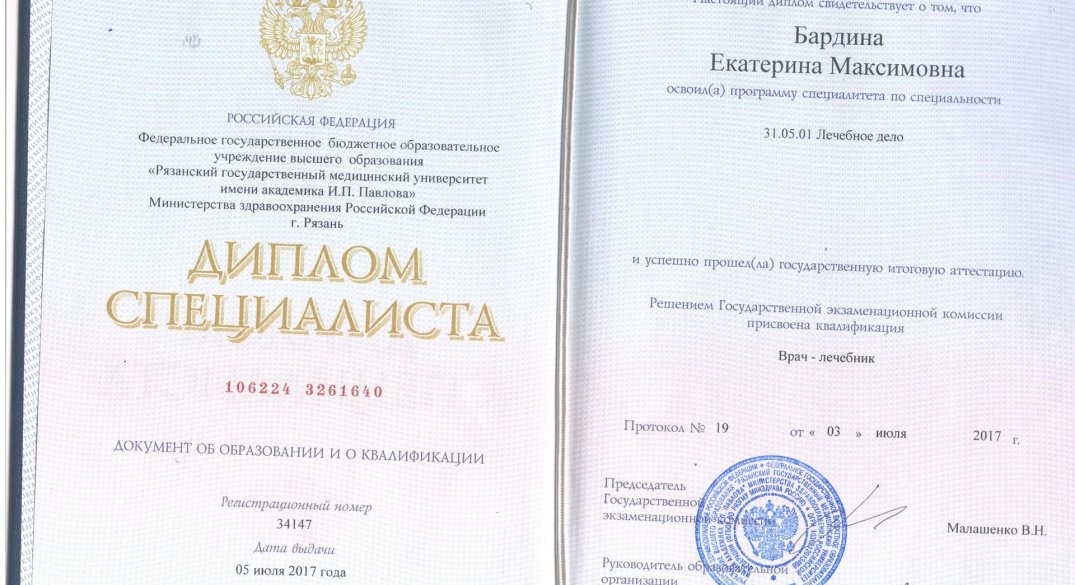 РОССИЙСКАЯ ФЕДЕРАЦИЯ
Федеральное государственное бюджетное образовательное
учреждение высшего образования
«Рязанский государственный медицинский университет
имени академика И.П. Павлова»
Министерства здравоохранения Российской Федерации
г. Рязань
ДИПЛОМ
СПЕЦИАЛИСТА
106224 3261640
ДОКУМЕНТ ОБ ОБРАЗОВАНИИ И О КВАЛИФИКАЦИИ
Регистрационный номер
34147
Дата выдачи
05 июля 2017 года
Настоящий диплом свидетельствует о том, что
Бардина
Екатерина Максимовна
освоил(а) программу специалитета по специальности
31.05.01 Лечебное дело
и успешно прошел(ла) государственную итоговую аттестацию.
Решением Государственной экзаменационной комиссии
присвоена квалификация
Врач - лечебник
Протокол № 19 от « 03 » июля 2017 г.
Председатель
Государственной
экзаменационной комиссии
Малашенко В.Н.
Руководитель образовательной
организации